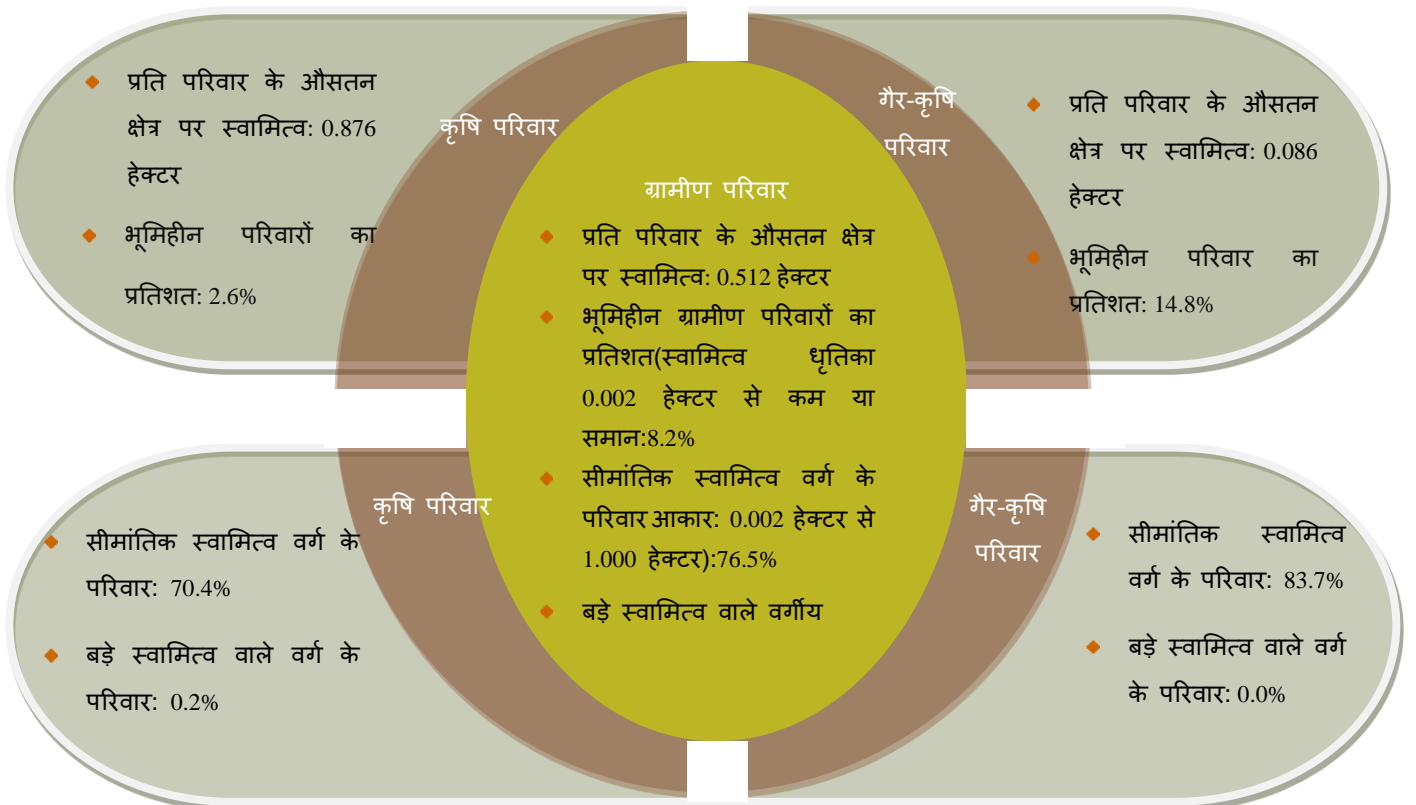 प्रति परिवार के औसतन
क्षेत्र पर स्वामित्व: 0.876
हेक्टर
भूमिहीन परिवारों का
प्रतिशत: 2.6%
कृषि परिवार
गैर-कृषि
परिवार
प्रति परिवार के औसतन
क्षेत्र पर स्वामित्व: 0.086
हेक्टर
भूमिहीन परिवार का
प्रतिशत: 14.8%
ग्रामीण परिवार
प्रति परिवार के औसतन क्षेत्र
पर स्वामित्व: 0.512 हेक्टर
भूमिहीन ग्रामीण परिवारों का
प्रतिशत(स्वामित्व धृतिका
0.002 हेक्टर से कम या
समान:8.2%
सीमांतिक स्वामित्व वर्ग के
परिवार आकार: 0.002 हेक्टर से
1.000 हेक्टर):76.5%
बड़े स्वामित्व वाले वर्गीय
कृषि परिवार
सीमांतिक स्वामित्व वर्ग के
परिवार: 70.4%
बड़े स्वामित्व वाले वर्ग के
परिवार: 0.2%
गैर-कृषि
परिवार
सीमांतिक स्वामित्व
वर्ग के परिवार: 83.7%
बड़े स्वामित्व वाले वर्ग
के परिवार: 0.0%